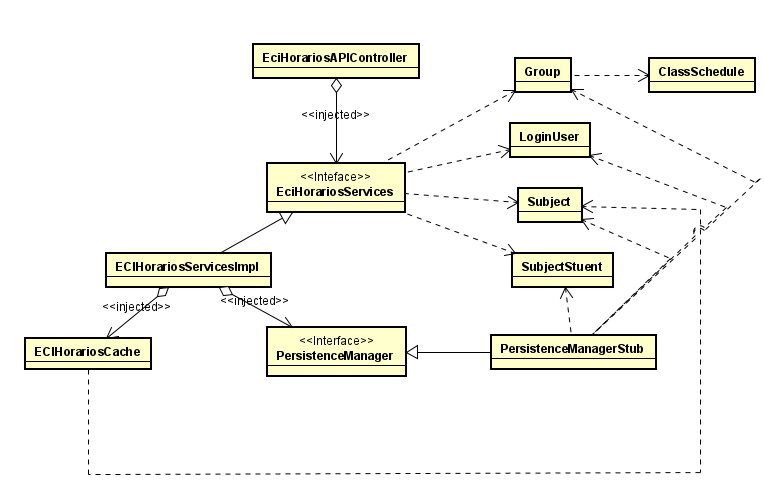 EciHorariosAPIController
Group
ClassSchedule
<<injected>>
LoginUser
<<Inteface>>
EciHorariosServices
Subject
ECIHorariosServicesImpl
SubjectStuent
<<injected>>
<<injected>>
ECIHorariosCache
<<Interface>>
PersistenceManager
PersistenceManagerStub